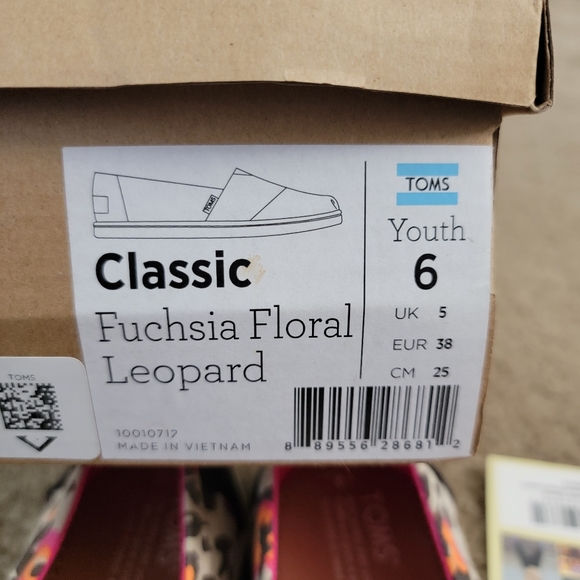 TOMS
Classic
Fuchsia Floral
Leopard
10010712
MADE IN VIETNAM
TOMS
Youth
6
UK 5
EUR 38
CM 25
8 89556 28681 2
TOMS
TOMS